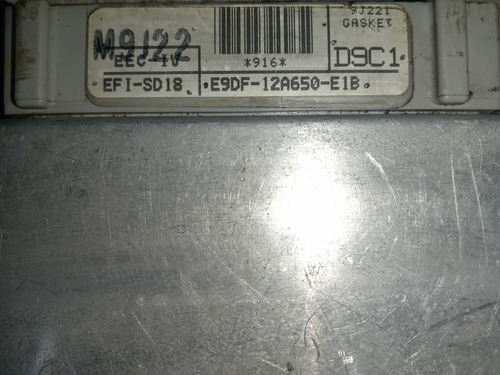 9J221
GASKET
M9J22
EEC-IV
*916*
D9C1
EFI-SD18
E9DF-12A650-E1B